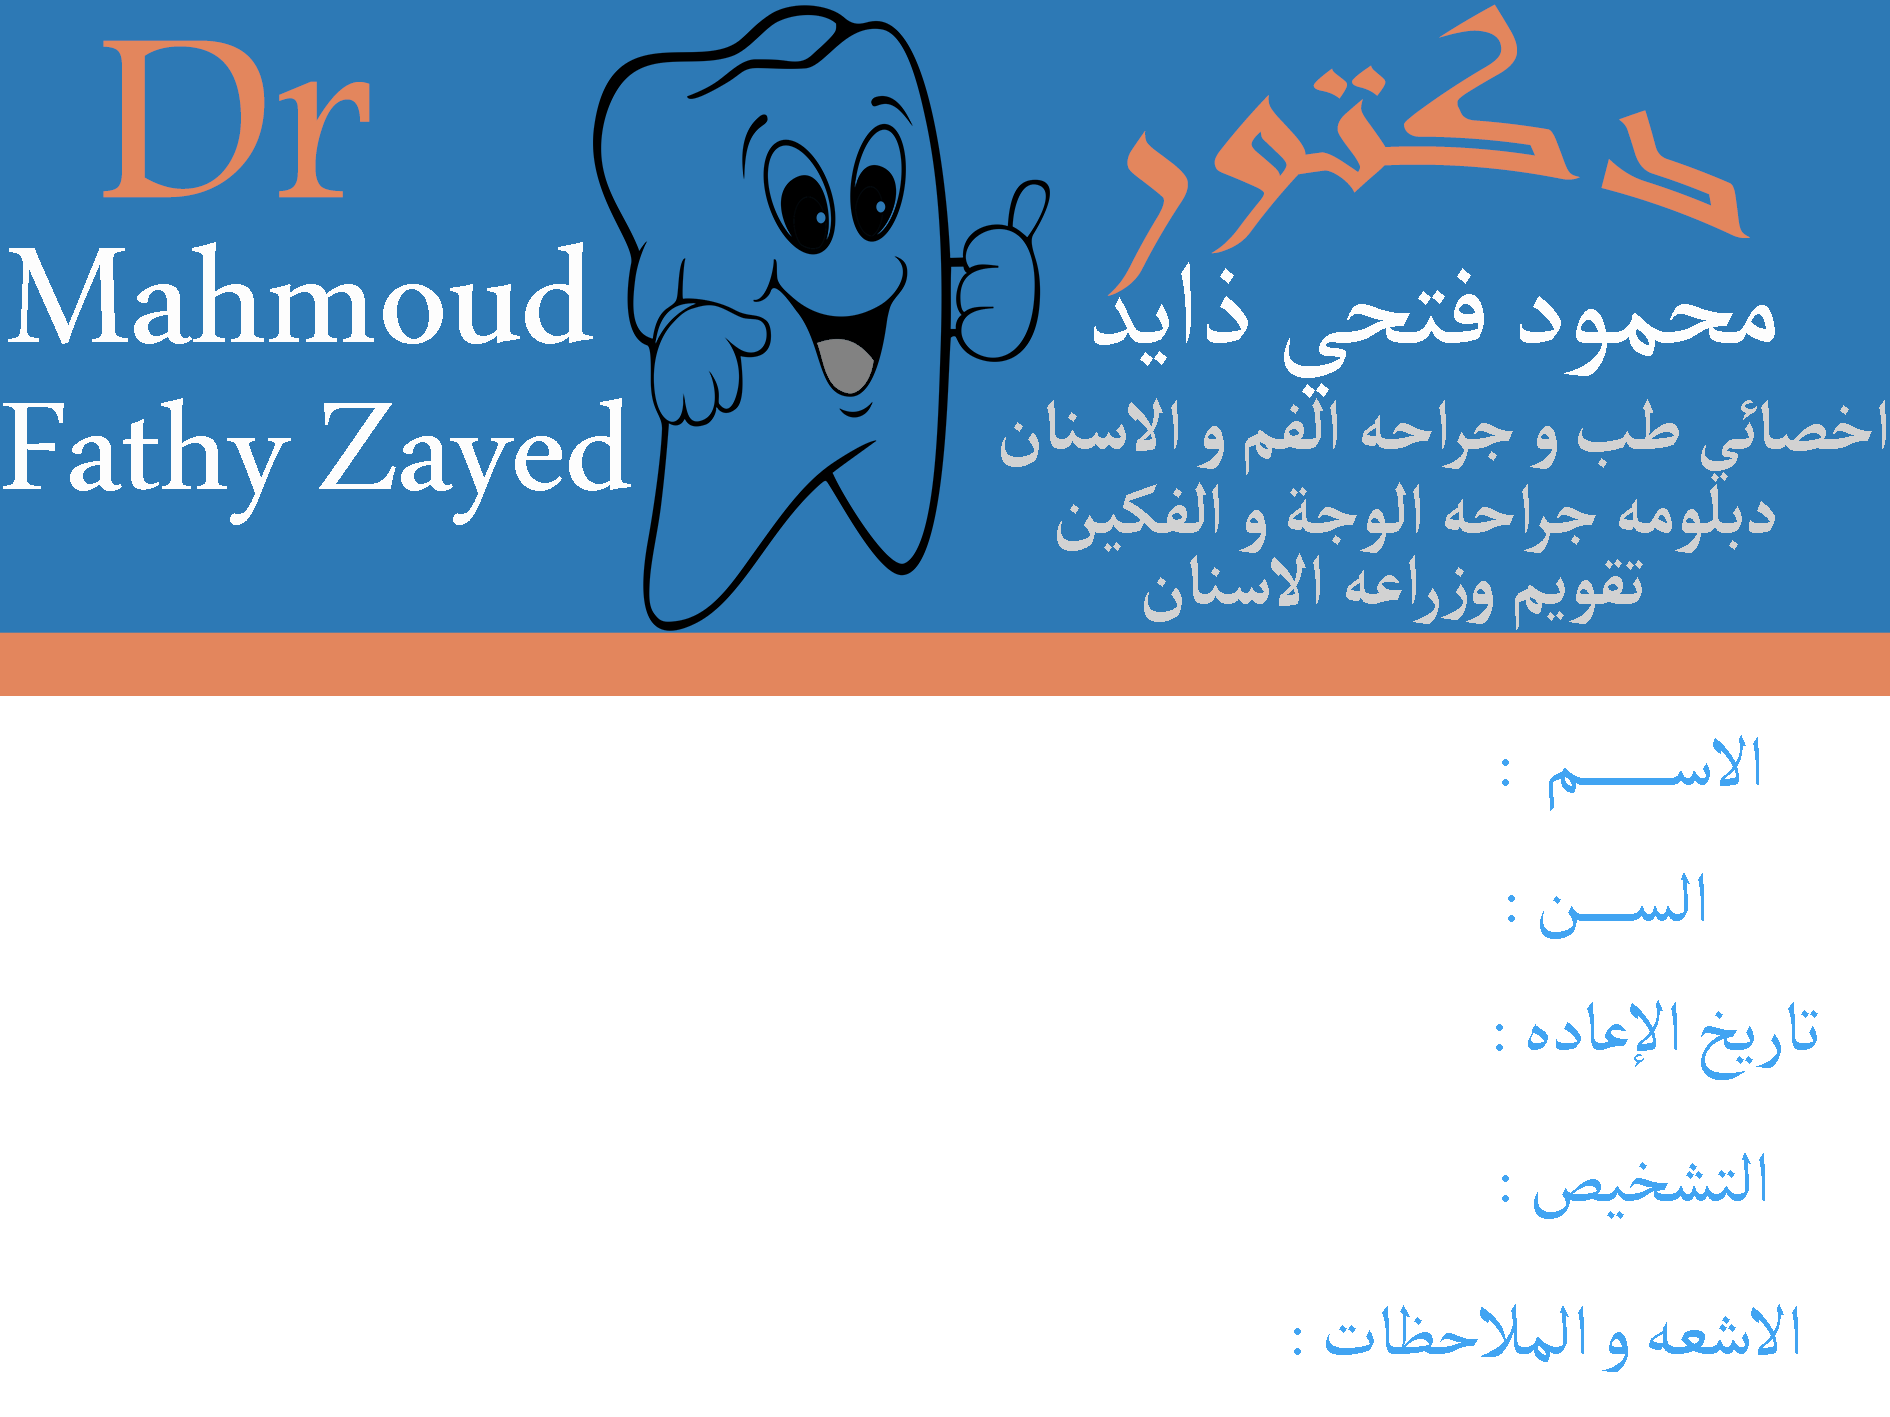 Dr
Mahmoud
Fathy Zayed
دكتور
محمود فتحي ذايد
اخصائي طب و جراحه الفم و الاسنان
دبلومه جراحه الوجة و الفكين
تقويم وزراعه الاسنان
الاســـــــم :
الســـن :
تاريخ الإعاده :
التشخيص :
الاشعه و الملاحظات :